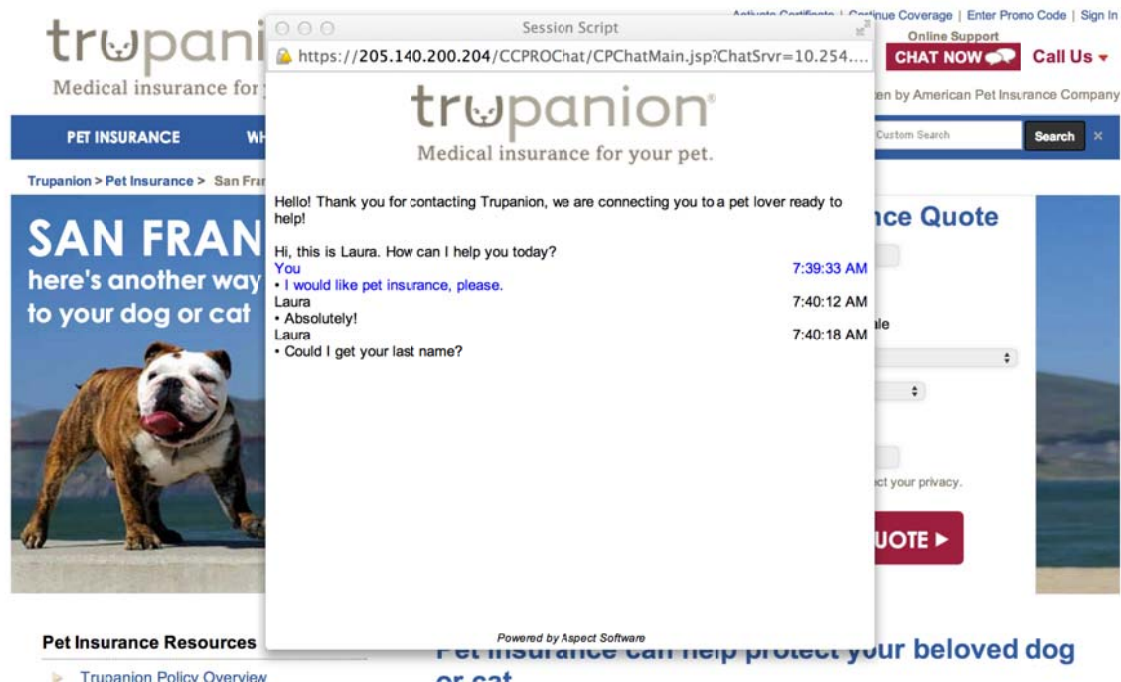 Activate Certificate | Continue Coverage | Enter Promo Code | Sign In
Online Support
CHAT NOW Call Us
trupani
Medical insurance for
en by American Pet Insurance Company
PET INSURANCE WH
Custom Search Search ×
Trupanion > Pet Insurance > San Fran
SAN FRAN
here's another way
to your dog or cat
nce Quote
ale
ct your privacy.
UOTE
Session Script
https://205.140.200.204/CCPROChat/CPChatMain.jsp?ChatSrvr=10.254....
trupanion®
Medical insurance for your pet.
Hello! Thank you for contacting Trupanion, we are connecting you to a pet lover ready to
help!
Hi, this is Laura. How can I help you today?
You 7:39:33 AM
• I would like pet insurance, please.
Laura 7:40:12 AM
• Absolutely!
Laura 7:40:18 AM
• Could I get your last name?
Powered by Aspect Software
Pet Insurance Resources
Trupanion Policy Overview
Pet insurance can help protect your beloved dog
or cat